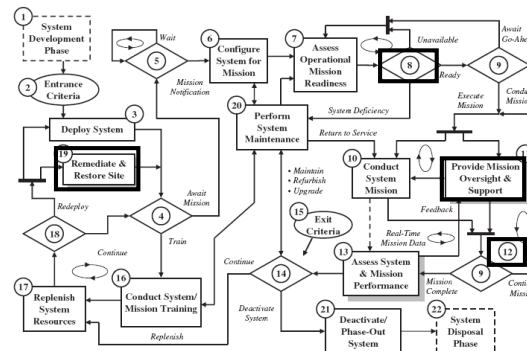 1
System
Development
Phase
2
Entrance
Criteria
3
Deploy System
19
Remediate &
Restore Site
Redeploy
18
Continue
17
Replenish
System
Resources
16
Conduct System/
Mission Training
Replenish
Wait
5
Mission
Notification
4
Await
Mission
Train
6
Configure
System for
Mission
7
Assess
Operational
Mission
Readiness
20
Perform
System
Maintenance
• Maintain
• Refurbish
• Upgrade
Unavailable
8
Ready
System Deficiency
Return to Service
Await
9
Execute
Mission
10
Conduct
System
Mission
Provide Mission
Oversight &
Support
Feedback
Real-Time
Mission Data
15
Exit
Criteria
13
Assess System
& Mission
Performance
Continue
14
Deactivate
System
Mission
Complete
9
12
21
Deactivate/
Phase-Out
System
22
System
Disposal
Phase